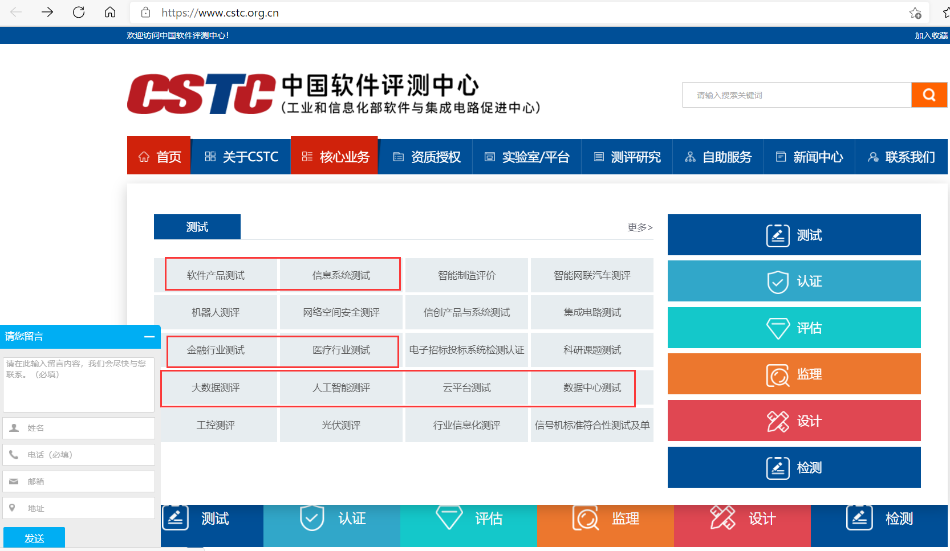 https://www.cstc.org.cn
欢迎访问中国软件评测中心! 加入收藏
CSTC 中国软件评测中心
(工业和信息化部软件与集成电路促进中心)
请输入搜索关键词
首页 关于CSTC 核心业务 资质授权 实验室/平台 测评研究 自助服务 新闻中心 联系我们
测试 更多>
软件产品测试 信息系统测试 智能制造评价 智能网联汽车测评
机器人测评 网络空间安全测评 信创产品与系统测试 集成电路测试
金融行业测试 医疗行业测试 电子招标投标系统检测认证 科研课题测试
大数据测评 人工智能测评 云平台测试 数据中心测试
工控测评 光伏测评 行业信息化测评 信号机标准符合性测试及单
测试
认证
评估
监理
设计
检测
请您留言
请在此输入留言内容，我们会尽快与您
联系。（必填）
姓名
电话（必填）
邮箱
地址
发送
测试 认证 评估 监理 设计 检测